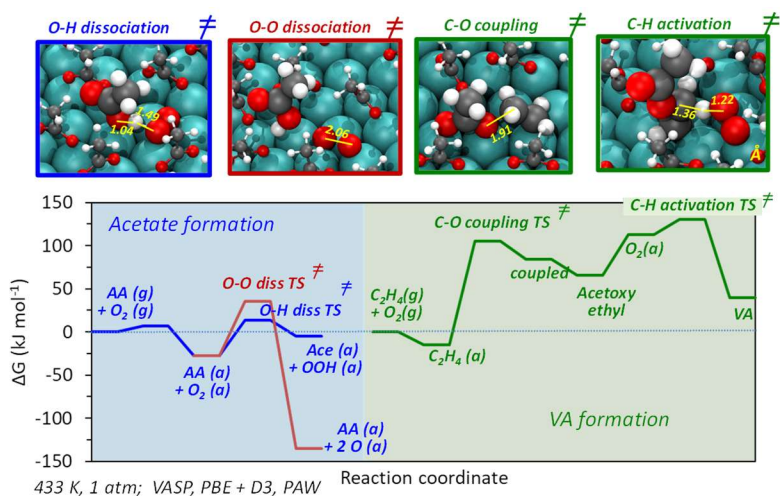 O-H dissociation ≠
O-O dissociation ≠
C-O coupling ≠
C-H activation ≠
1.49
1.04
2.06
1.91
1.22
1.36
Å
150
100
50
0
-50
-100
-150
ΔG (kJ mol-1)
Acetate formation
AA (g)
+ O2 (g)
O-O diss TS ≠
O-H diss TS ≠
AA (a)
+ O2 (a)
Ace (a)
+ OOH (a)
AA (a)
+ 2 O (a)
C-H activation TS ≠
C-O coupling TS ≠
C2H4(g)
+ O2(g)
C2H4 (a)
coupled
Acetoxy
ethyl
O2(a)
VA
VA formation
Reaction coordinate
433 K, 1 atm; VASP, PBE + D3, PAW